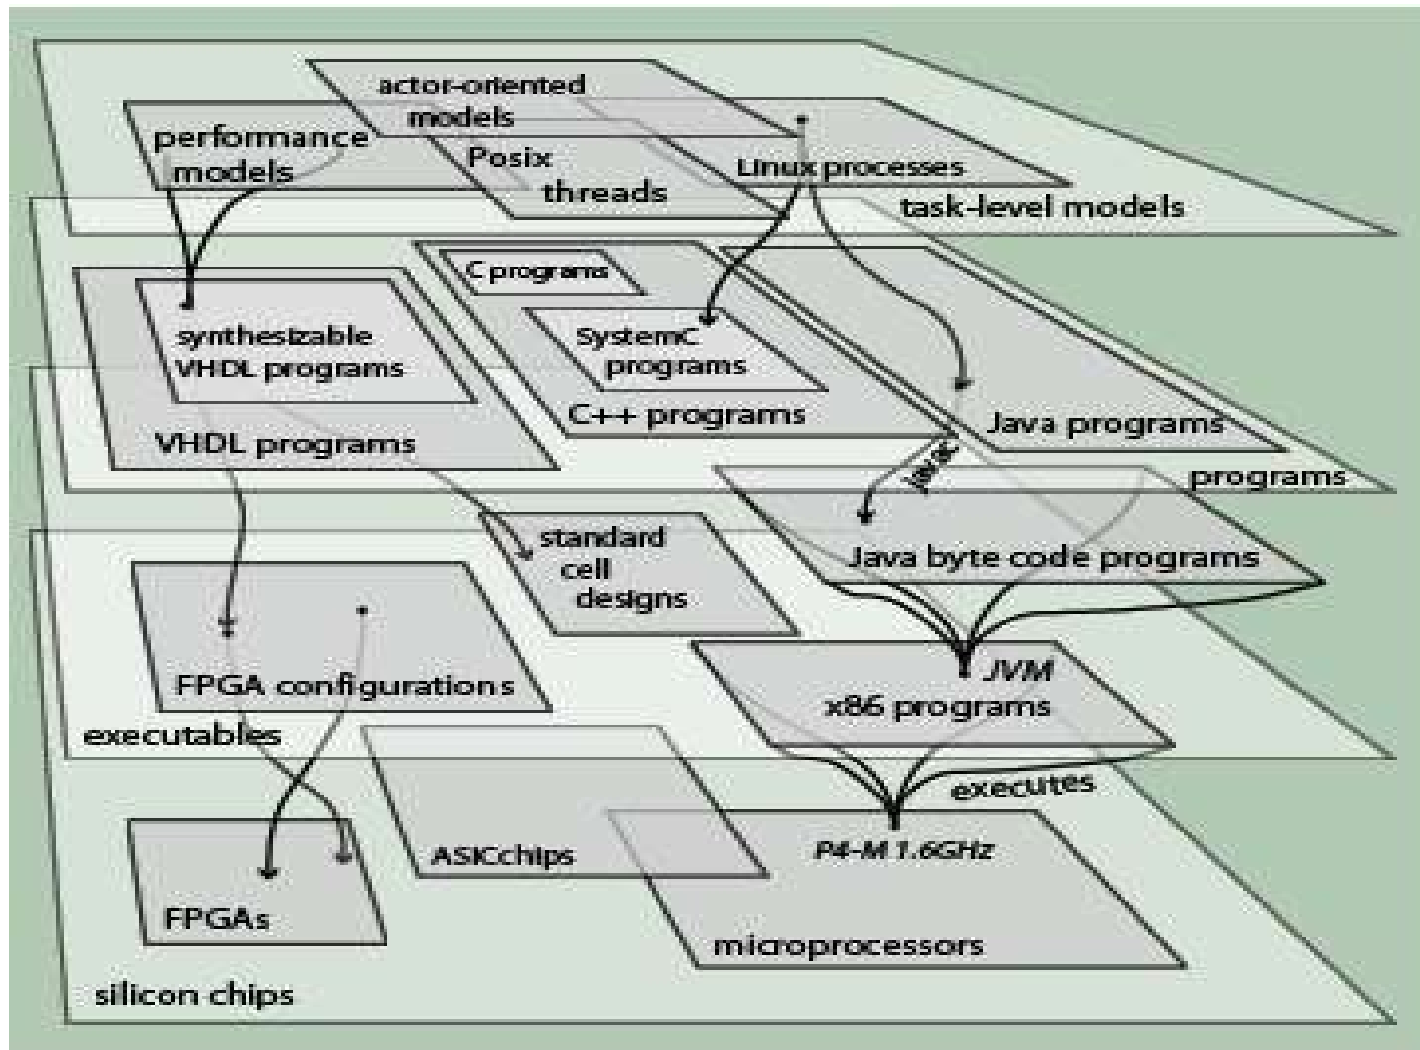 actor-oriented
models
performance
models
Posix
threads
Linux processes
task-level models
C programs
synthesizable
VHDL programs
SystemC
programs
C++ programs
VHDL programs
Java programs
javac
programs
standard
cell
designs
Java byte code programs
FPGA configurations
JVM
x86 programs
executables
executes
ASICchips
P4-M 1.6GHz
FPGAs
microprocessors
silicon chips